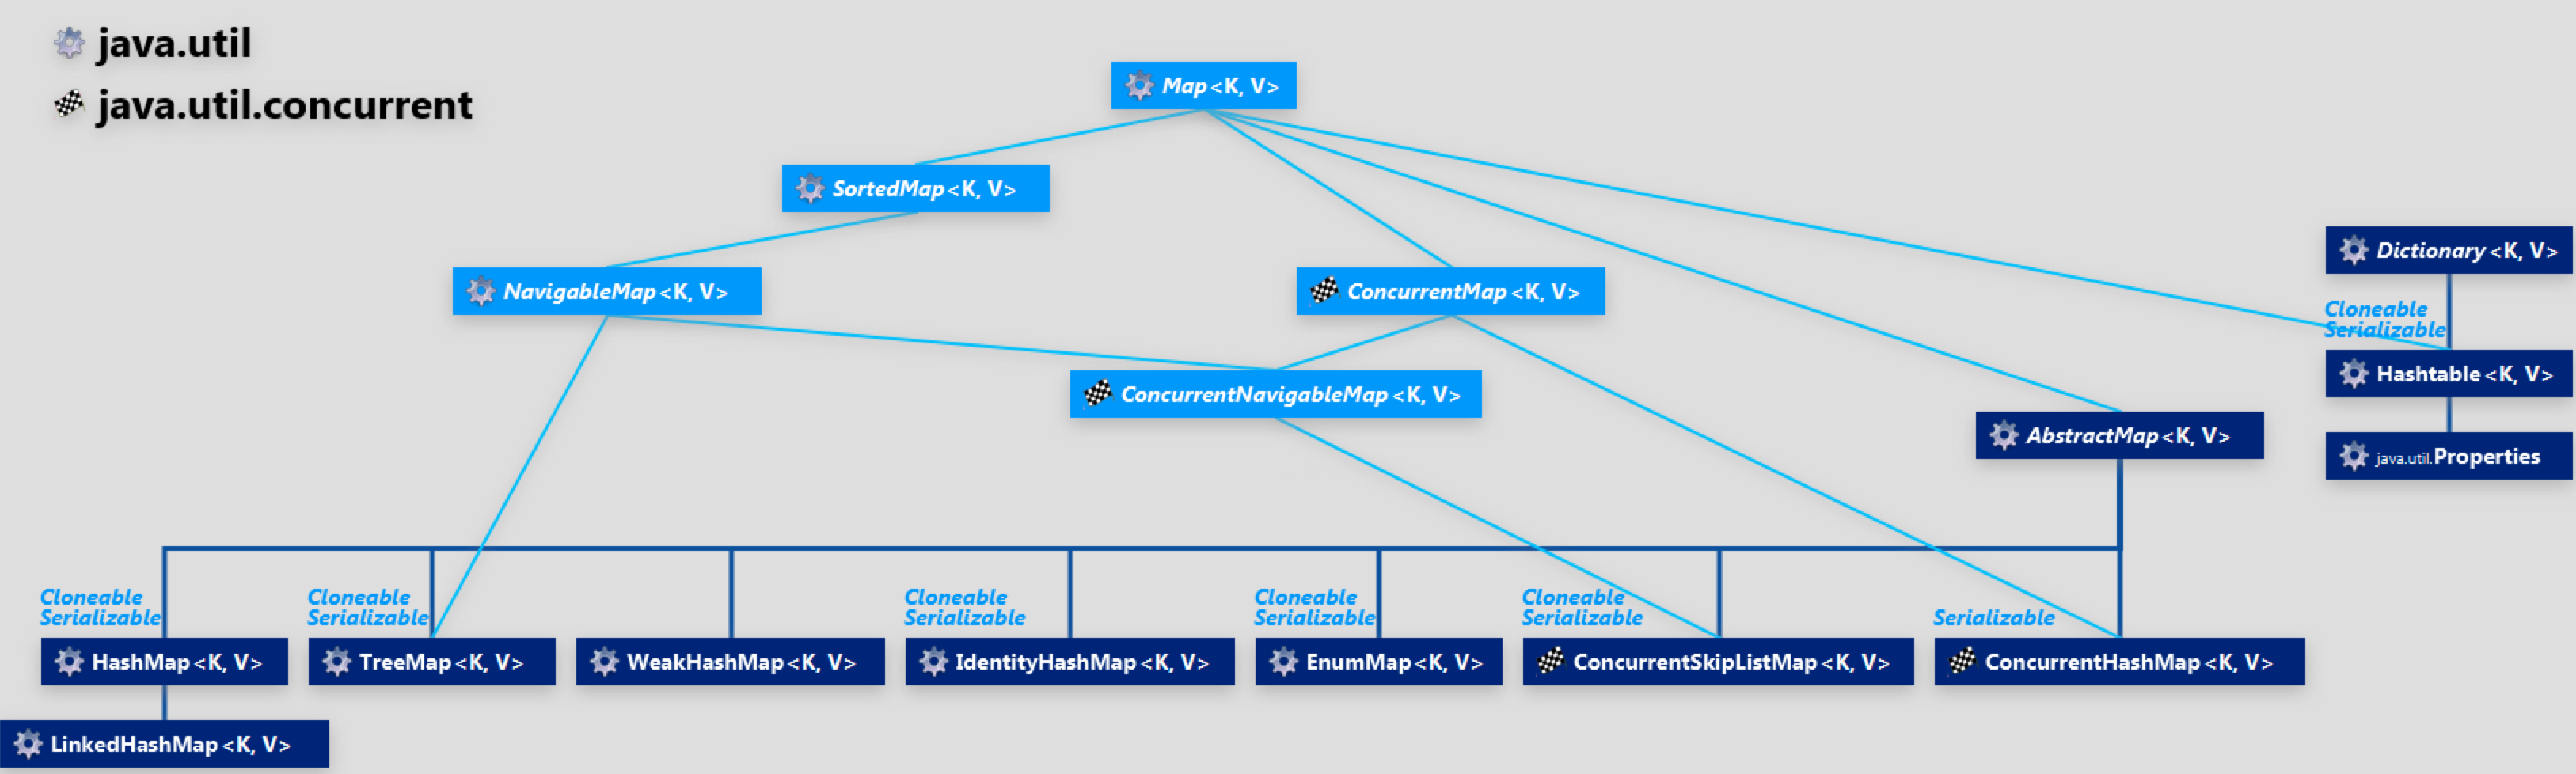 java.util
java.util.concurrent
Map<K, V>
SortedMap<K, V>
Dictionary<K, V>
NavigableMap<K, V>
ConcurrentMap<K, V>
Cloneable
Serializable
Hashtable<K, V>
ConcurrentNavigableMap<K, V>
AbstractMap<K, V>
java.util.Properties
Cloneable
Serializable
Cloneable
Serializable
Cloneable
Serializable
Cloneable
Serializable
Cloneable
Serializable
Serializable
HashMap<K, V>
TreeMap<K, V>
WeakHashMap<K, V>
IdentityHashMap<K, V>
EnumMap<K, V>
ConcurrentSkipListMap<K, V>
ConcurrentHashMap<K, V>
LinkedHashMap<K, V>